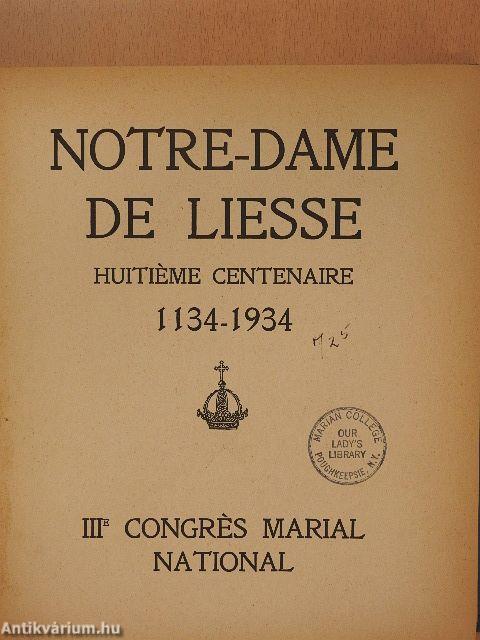 NOTRE-DAME
DE LIESSE
HUITIÈME CENTENAIRE
1134-1934
M25
MARIAN COLLEGE
OUR
LADY'S
LIBRARY
POUGHKEEPSIE, N.Y.
IIIE CONGRÈS MARIAL
NATIONAL
Antikvárium.hu